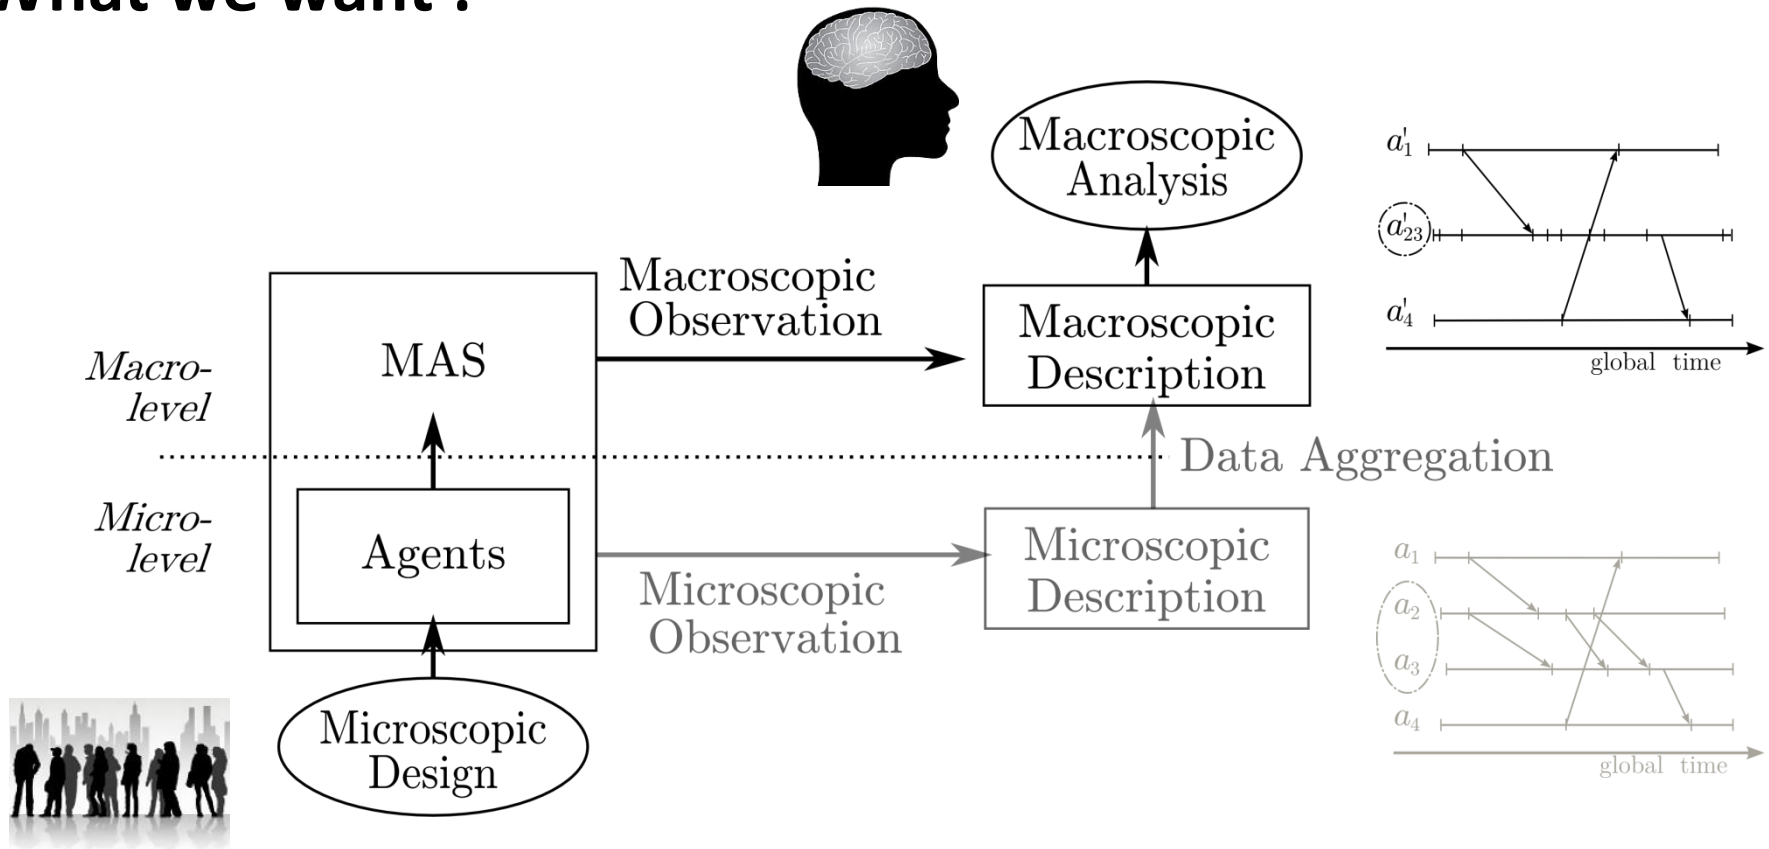 What we want ?
Macroscopic
Analysis
Macroscopic
Observation
MAS
Macroscopic
Description
Macro-
level
Data Aggregation
Micro-
level
Agents
Microscopic
Observation
Microscopic
Description
Microscopic
Design
a'1
a'23
a'4
global time
a1
a2
a3
a4
global time